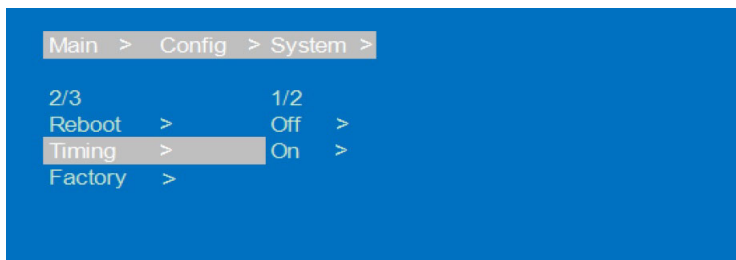 Main > Config > System >
2/3 1/2
Reboot > Off >
Timing > On >
Factory >